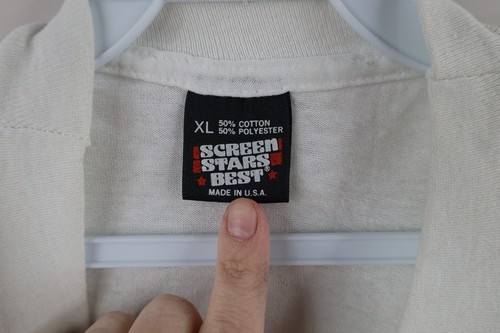 XL 50% COTTON
50% POLYESTER
SCREEN
STARS
BEST®
MADE IN U.S.A.